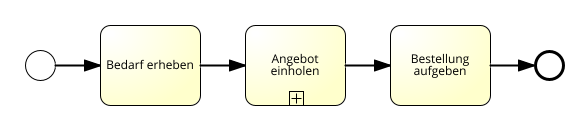 Bedarf erheben
Angebot
einholen
Bestellung
aufgeben